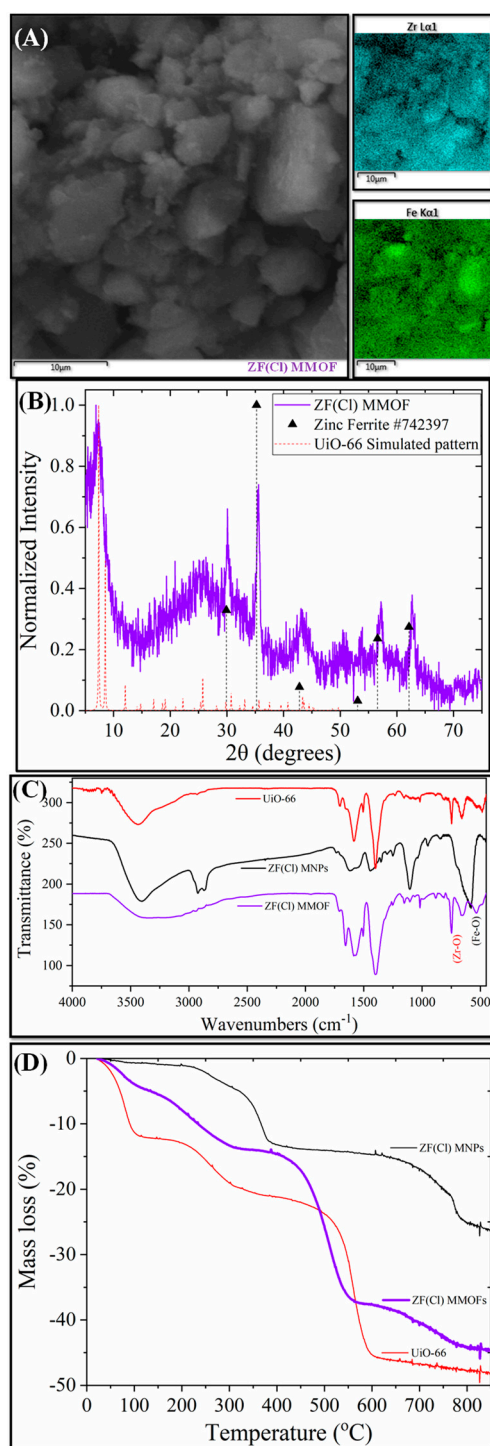 (A)
10μm
ZF(Cl) MMOF
Zr Lα1
10μm
Fe Kα1
10μm
(B)
ZF(Cl) MMOF
Zinc Ferrite #742397
UiO-66 Simulated pattern
Normalized Intensity
1.0
0.8
0.6
0.4
0.2
0.0
10 20 30 40 50 60 70
2θ (degrees)
(C)
UiO-66
ZF(Cl) MNPs
ZF(Cl) MMOF
(Zr-O)
(Fe-O)
Transmittance (%)
300
250
200
150
100
4000 3500 3000 2500 2000 1500 1000 500
Wavenumbers (cm⁻¹)
(D)
ZF(Cl) MNPs
ZF(Cl) MMOFs
UiO-66
Mass loss (%)
0
-10
-20
-30
-40
-50
0 100 200 300 400 500 600 700 800
Temperature (°C)